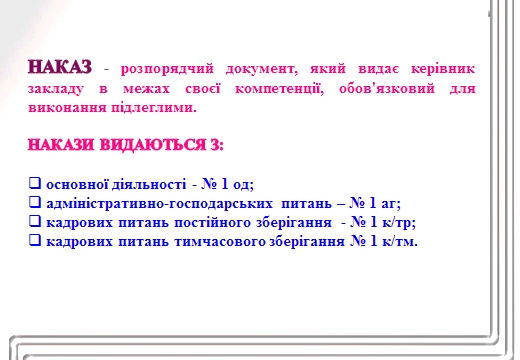 НАКАЗ - розпорядчий документ, який видає керівник
закладу в межах своєї компетенції, обов'язковий для
виконання підлеглими.
НАКАЗИ ВИДАЮТЬСЯ З:
❑ основної діяльності - № 1 од;
❑ адміністративно-господарських питань – № 1 аг;
❑ кадрових питань постійного зберігання - № 1 к/тр;
❑ кадрових питань тимчасового зберігання № 1 к/тм.